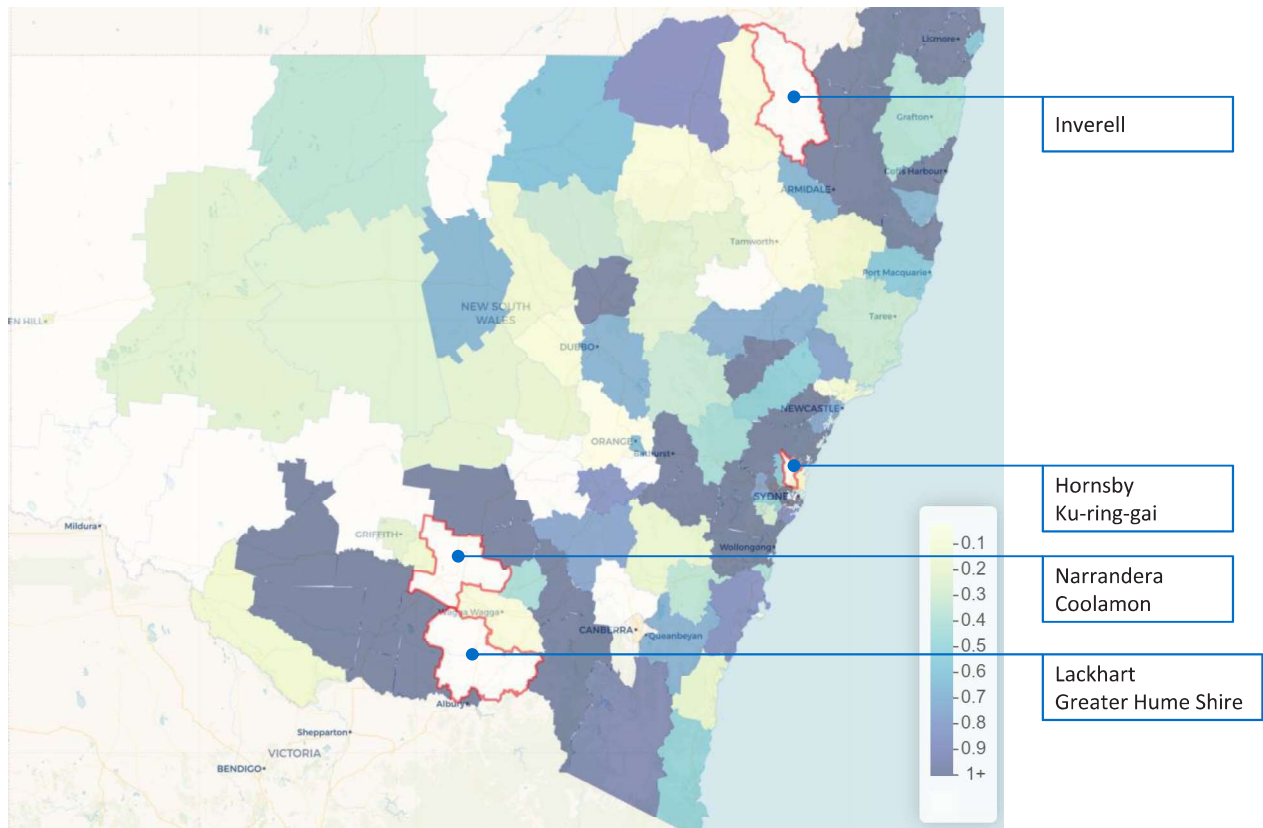 Lismore
Inverell
Grafton
Coffs Harbour
ARMIDALE
Tamworth
Port Macquarie
NEW SOUTH
WALES
Taree
EN HILL
DUBBO
NEWCASTLE
ORANGE
Bathurst
Hornsby
Ku-ring-gai
SYDNEY
Mildura
GRIFFITH
Wollongong
0.1
0.2
0.3
0.4
0.5
0.6
0.7
0.8
0.9
1+
Narrandera
Coolamon
Wagga Wagga
CANBERRA
Queanbeyan
Lackhart
Greater Hume Shire
Albury
Shepparton
VICTORIA
BENDIGO